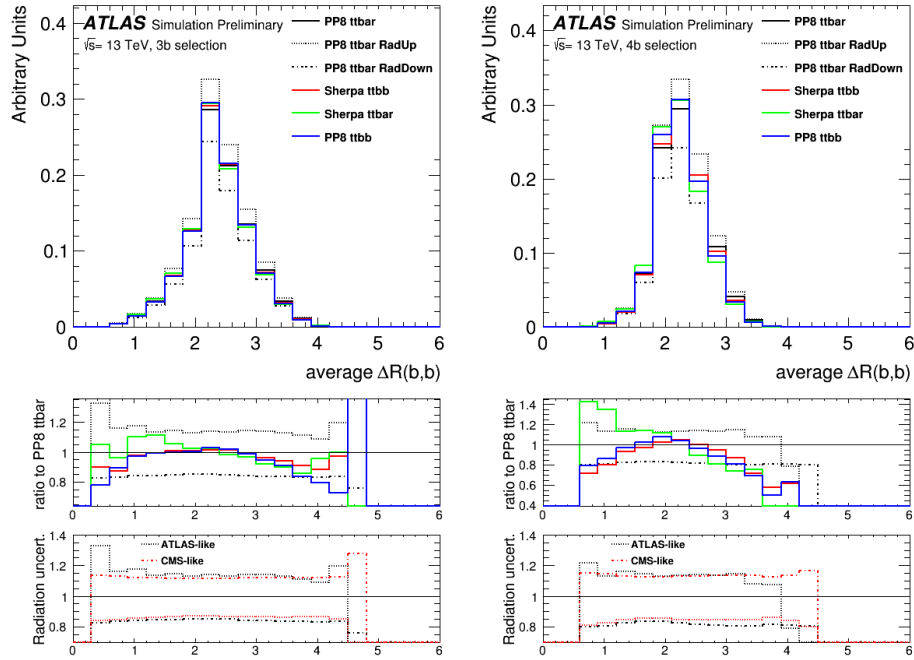 ATLAS Simulation Preliminary
√s= 13 TeV, 3b selection
PP8 ttbar
PP8 ttbar RadUp
PP8 ttbar RadDown
Sherpa ttbb
Sherpa ttbar
PP8 ttbb
Arbitrary Units
0.4
0.3
0.2
0.1
0
0 1 2 3 4 5 6
average ΔR(b,b)
ratio to PP8 ttbar
1.2
1
0.8
0 1 2 3 4 5 6
Radiation uncert.
1.4
1.2
1
0.8
ATLAS-like
CMS-like
0 1 2 3 4 5 6
ATLAS Simulation Preliminary
√s= 13 TeV, 4b selection
PP8 ttbar
PP8 ttbar RadUp
PP8 ttbar RadDown
Sherpa ttbb
Sherpa ttbar
PP8 ttbb
Arbitrary Units
0.4
0.3
0.2
0.1
0
0 1 2 3 4 5 6
average ΔR(b,b)
ratio to PP8 ttbar
1.4
1.2
1
0.8
0.6
0.4
0 1 2 3 4 5 6
Radiation uncert.
1.4
1.2
1
0.8
ATLAS-like
CMS-like
0 1 2 3 4 5 6